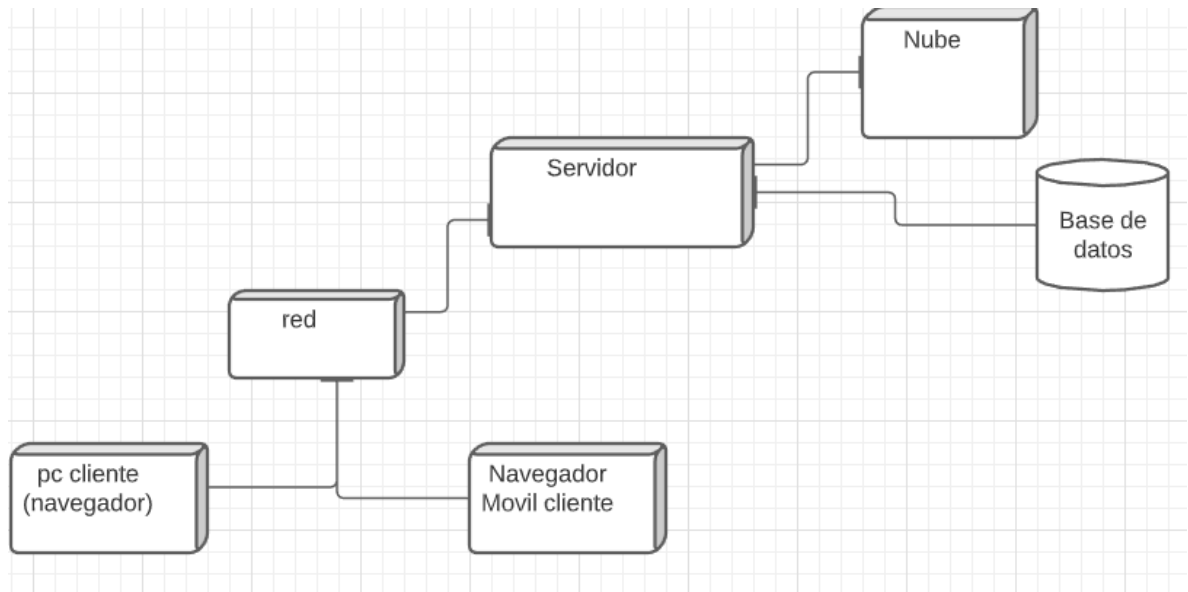 Nube
Servidor
Base de
datos
red
pc cliente
(navegador)
Navegador
Movil cliente